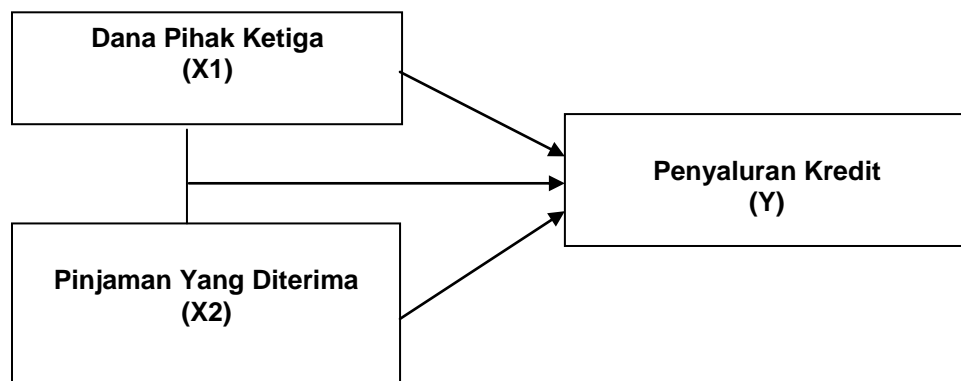 Dana Pihak Ketiga
(X1)
Penyaluran Kredit
(Y)
Pinjaman Yang Diterima
(X2)